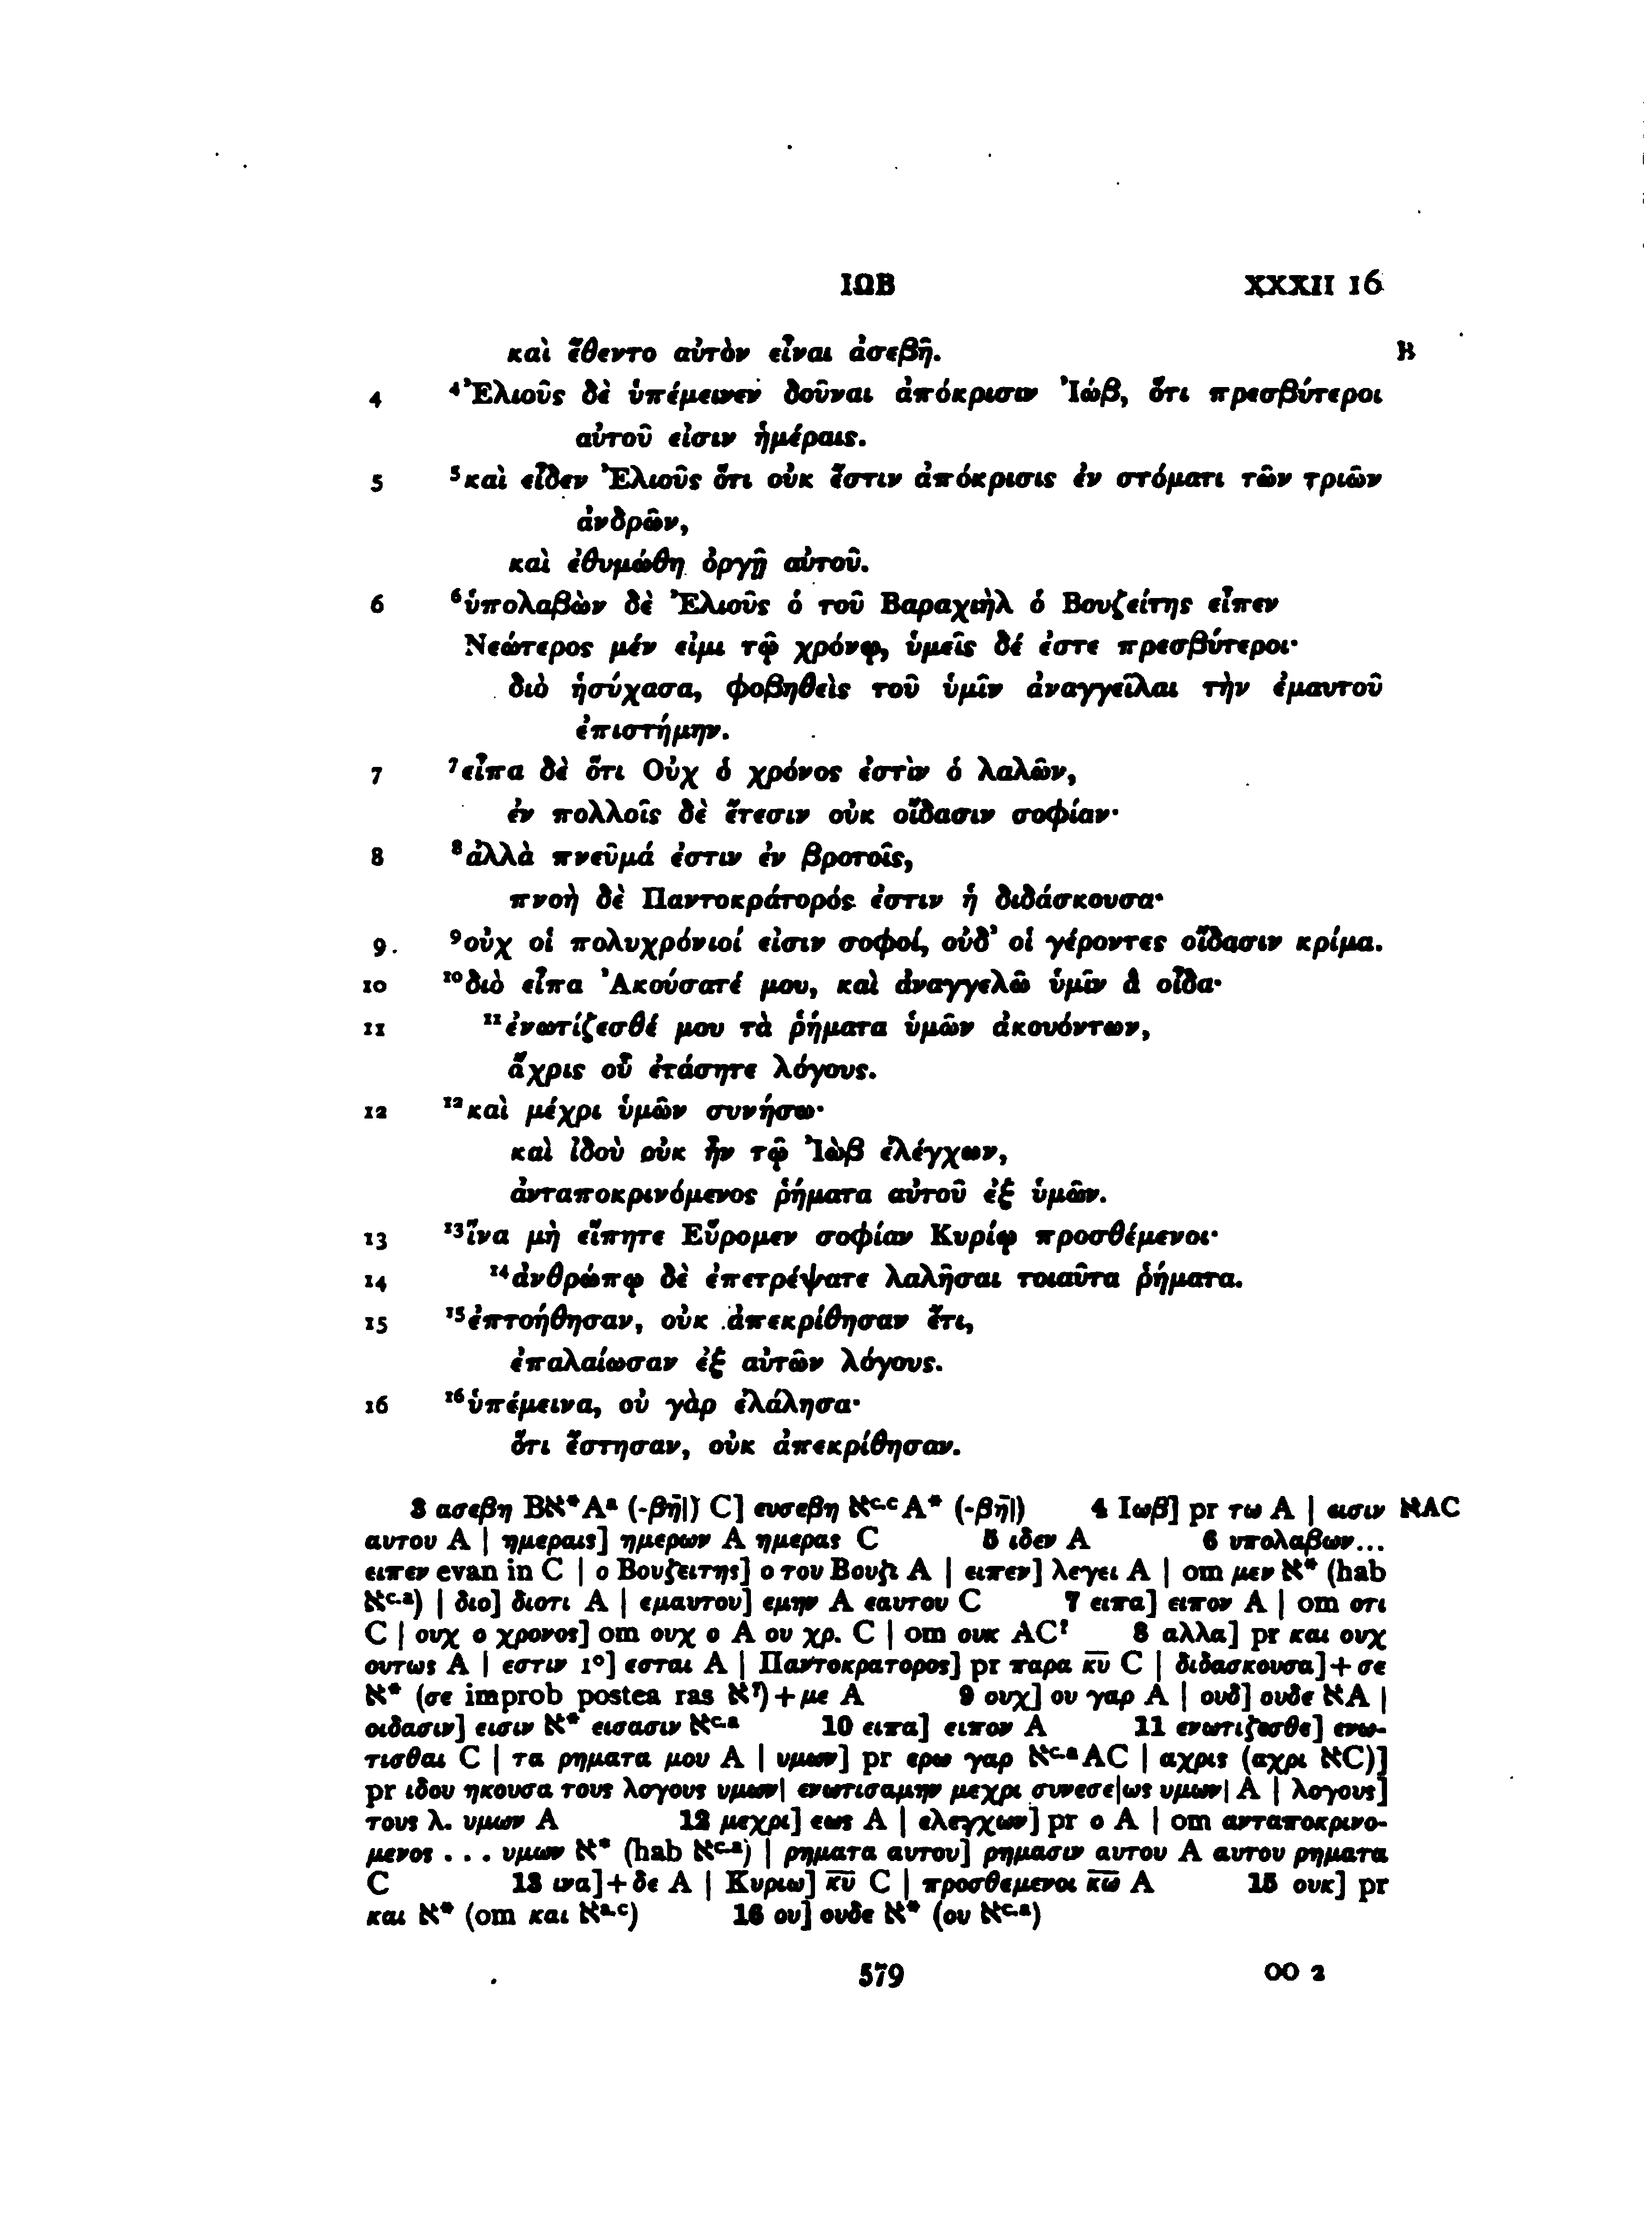 ΙΩΒ XXXII 16
καὶ ἔθεντο αὐτὸν εἶναι ἀσεβῆ. B
4 ⁴Ἐλιοῦς δὲ ὑπέμεινεν δοῦναι ἀπόκρισιν Ἰώβ, ὅτι πρεσβύτεροι
αὐτοῦ εἰσιν ἡμέραις.
5 ⁵καὶ εἶδεν Ἐλιοῦς ὅτι οὐκ ἔστιν ἀπόκρισις ἐν στόματι τῶν τριῶν
ἀνδρῶν,
καὶ ἐθυμώθη ὀργῇ αὐτοῦ.
6 ⁶ὑπολαβὼν δὲ Ἐλιοῦς ὁ τοῦ Βαραχιὴλ ὁ Βουζείτης εἶπεν
Νεώτερος μέν εἰμι τῷ χρόνῳ, ὑμεῖς δέ ἐστε πρεσβύτεροι·
διὸ ἡσύχασα, φοβηθεὶς τοῦ ὑμῖν ἀναγγεῖλαι τὴν ἐμαυτοῦ
ἐπιστήμην.
7 ⁷εἶπα δὲ ὅτι Οὐχ ὁ χρόνος ἐστὶν ὁ λαλῶν,
ἐν πολλοῖς δὲ ἔτεσιν οὐκ οἴδασιν σοφίαν·
8 ⁸ἀλλὰ πνεῦμά ἐστιν ἐν βροτοῖς,
πνοὴ δὲ Παντοκράτορός ἐστιν ἡ διδάσκουσα·
9. ⁹οὐχ οἱ πολυχρόνιοί εἰσιν σοφοί, οὐδ᾽ οἱ γέροντες οἴδασιν κρίμα.
10 ¹⁰διὸ εἶπα Ἀκούσατέ μου, καὶ ἀναγγελῶ ὑμῖν ἃ οἶδα·
11 ¹¹ἐνωτίζεσθέ μου τὰ ῥήματα ὑμῶν ἀκουόντων,
ἄχρις οὗ ἐτάσητε λόγους.
12 ¹²καὶ μέχρι ὑμῶν συνήσω·
καὶ ἰδοὺ οὐκ ἦν τῷ Ἰὼβ ἐλέγχων,
ἀνταποκρινόμενος ῥήματα αὐτοῦ ἐξ ὑμῶν.
13 ¹³ἵνα μὴ εἴπητε Εὕρομεν σοφίαν Κυρίῳ προσθέμενοι·
14 ¹⁴ἀνθρώπῳ δὲ ἐπετρέψατε λαλῆσαι τοιαῦτα ῥήματα.
15 ¹⁵ἐπτοήθησαν, οὐκ ἀπεκρίθησαν ἔτι,
ἐπαλαίωσαν ἐξ αὐτῶν λόγους.
16 ¹⁶ὑπέμεινα, οὐ γὰρ ἐλάλησα·
ὅτι ἔστησαν, οὐκ ἀπεκρίθησαν.
3 ασεβη Bא*Aᵃ (-βη̄|) C] ευσεβη אᶜ·ᶜA* (-βη̄|) 4 Ιωβ] pr τω A | εισιν אAC
αυτου A | ημεραις] ημερων A ημερας C 5 ιδεν A 6 υπολαβων...
ειπεν evan in C | ο Βουζειτης] ο του Βουζι A | ειπεν] λεγει A | om μεν א* (hab
אᶜ·ᵃ) | διο] διοτι A | εμαυτου] εμην A εαυτου C 7 ειπα] ειπον A | om οτι
C | ουχ ο χρονος] om ουχ ο A ου χρ. C | om ουκ AC? 8 αλλα] pr και ουχ
ουτως A | εστιν 1°] εσται A | Παντοκρατορος] pr παρα κ̅υ̅ C | διδασκουσα]+σε
א* (σε improb postea ras א?)+με A 9 ουχ] ου γαρ A | ουδ] ουδε אA |
οιδασιν] εισιν א* εισασιν אᶜ·ᵃ 10 ειπα] ειπον A 11 ενωτιζεσθε] ενω-
τισθαι C | τα ρηματα μου A | υμων] pr ερω γαρ אᶜ·ᵃAC | αχρις (αχρι אC)]
pr ιδου ηκουσα τους λογους υμων| ενωτισαμην μεχρι συνεσε|ως υμων| A | λογους]
τους λ. υμων A 12 μεχρι] εως A | ελεγχων] pr ο A | om ανταποκρινο-
μενος . . . υμων א* (hab אᶜ·ᵃ) | ρηματα αυτου] ρημασιν αυτου A αυτου ρηματα
C 13 ινα]+δε A | Κυριω] κ̅υ̅ C | προσθεμενοι κ̅ω̅ A 15 ουκ] pr
και א* (om και אᵃ·ᶜ) 16 ου] ουδε א* (ου אᶜ·ᵃ)
579 OO 2